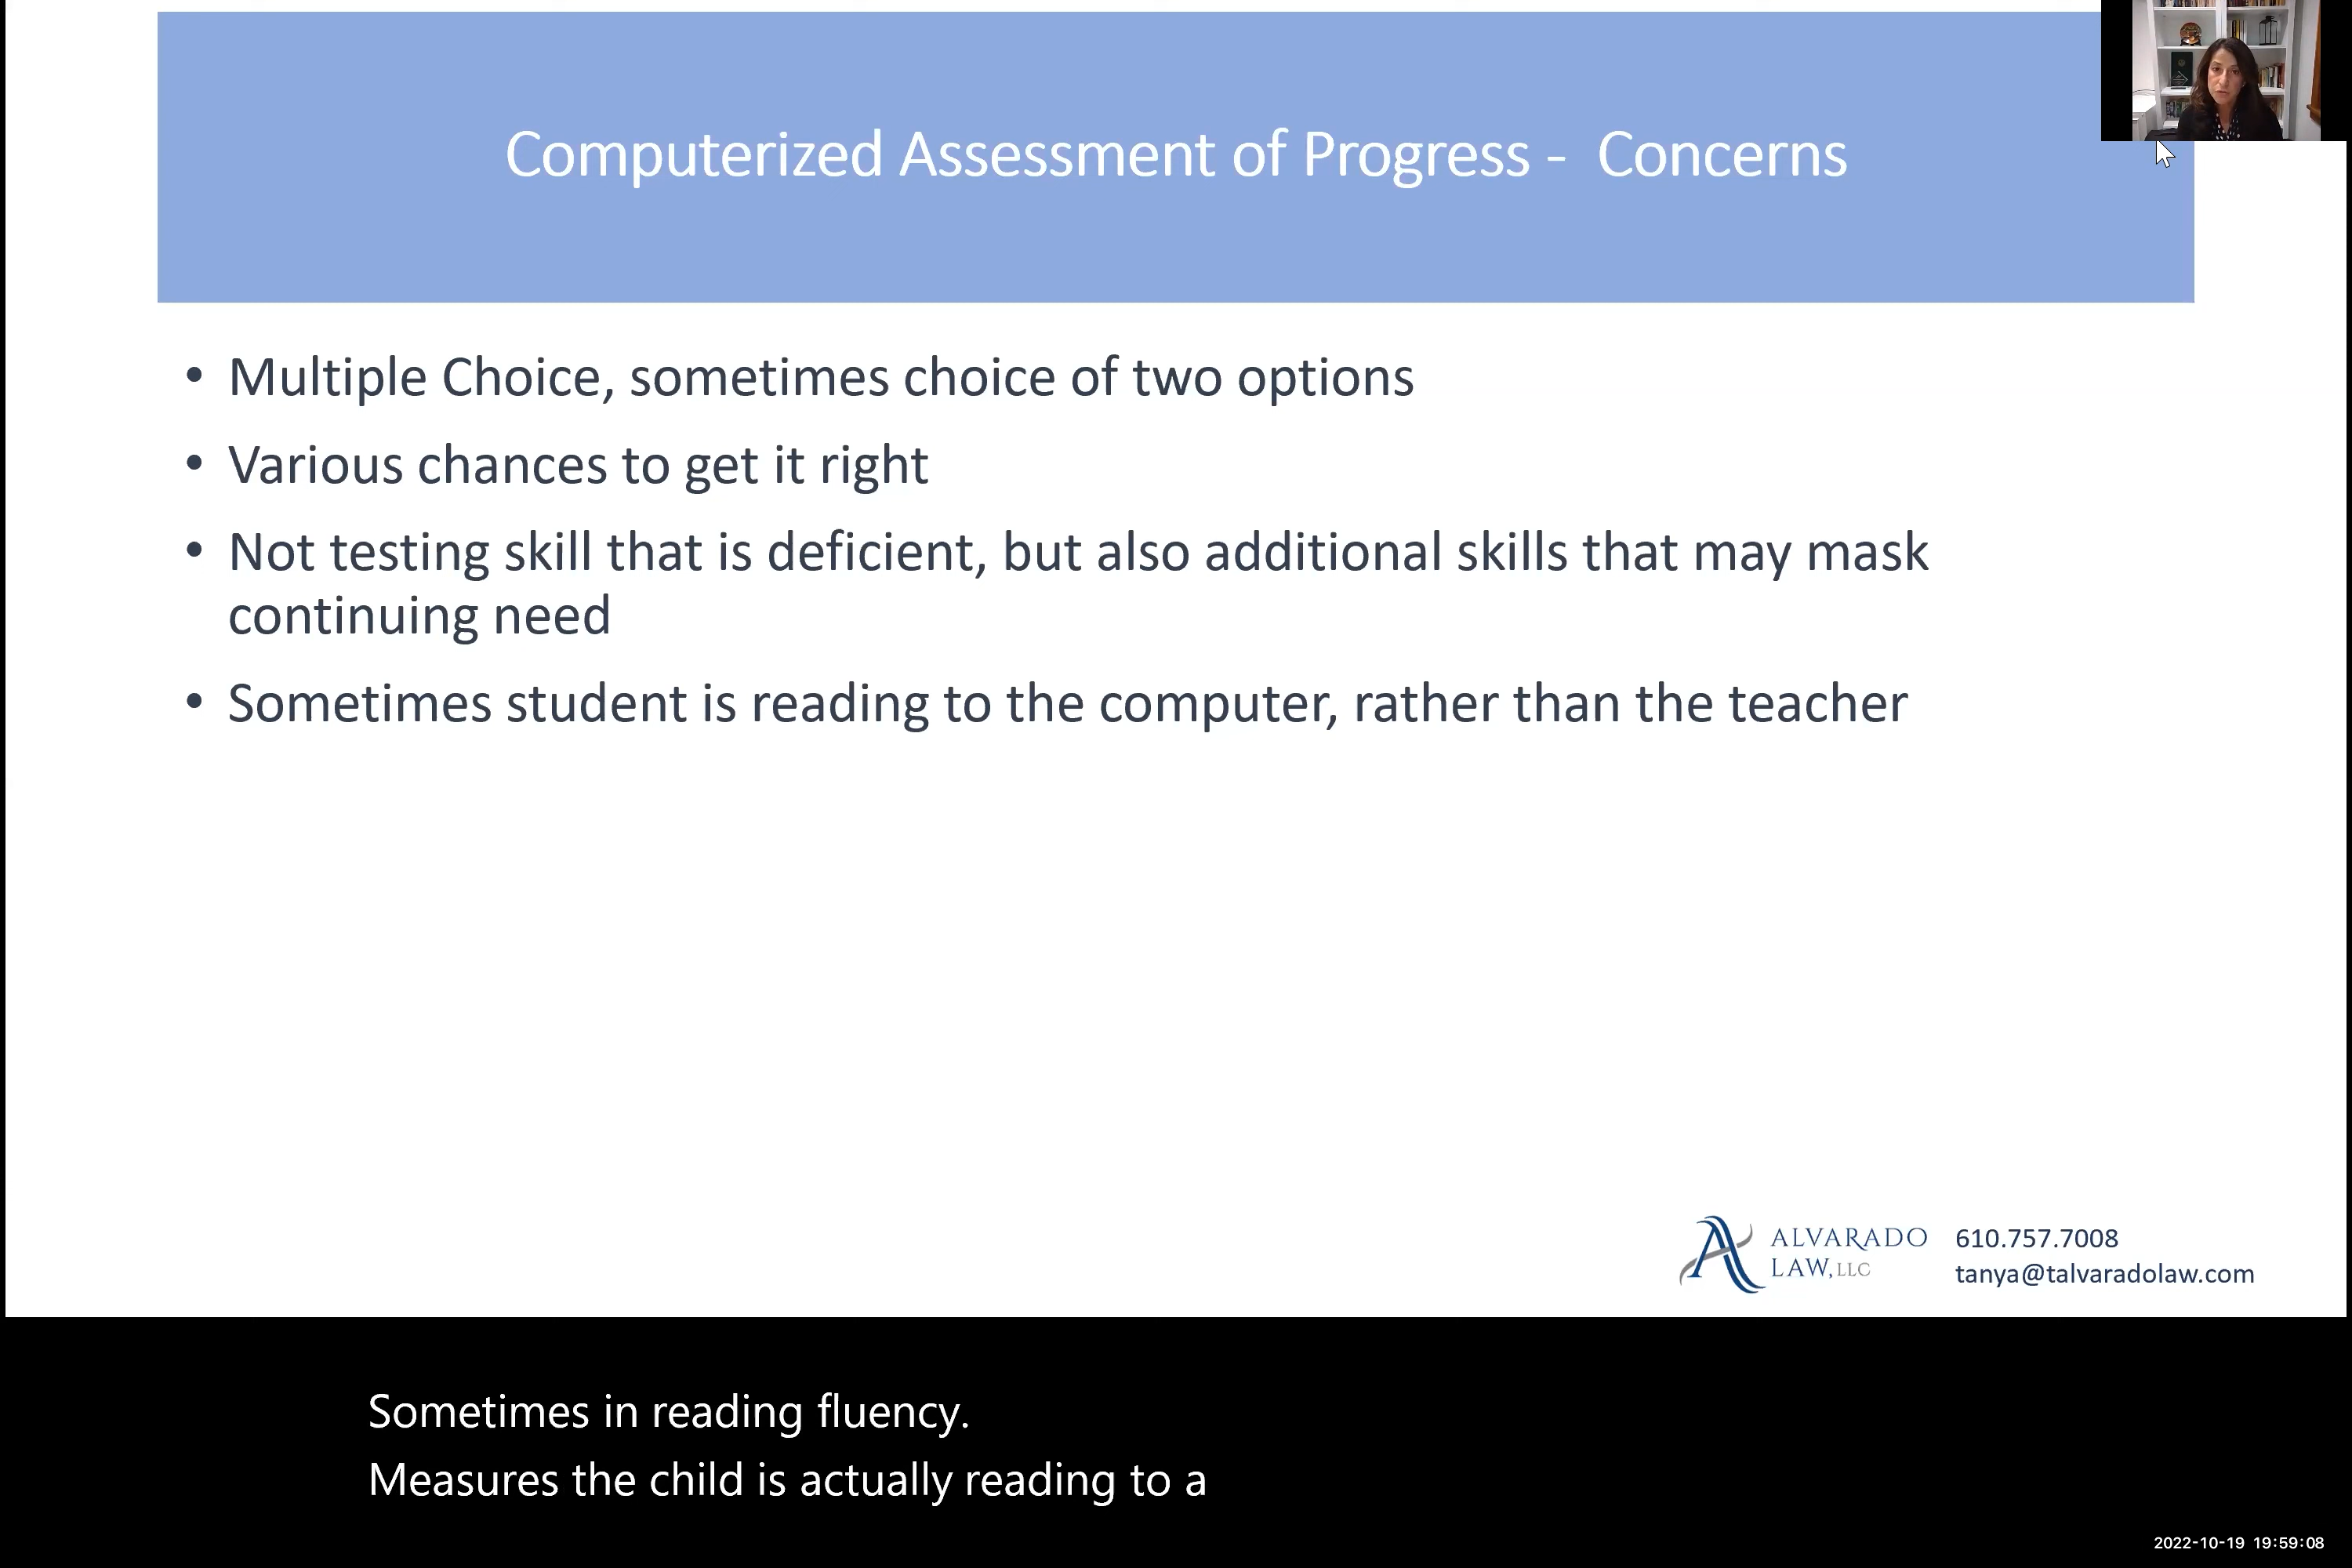 Computerized Assessment of Progress -  Concerns
• Multiple Choice, sometimes choice of two options
• Various chances to get it right
• Not testing skill that is deficient, but also additional skills that may mask
continuing need
• Sometimes student is reading to the computer, rather than the teacher
ALVARADO
LAW, LLC
610.757.7008
tanya@talvaradolaw.com
Sometimes in reading fluency.
Measures the child is actually reading to a
2022-10-19 19:59:08